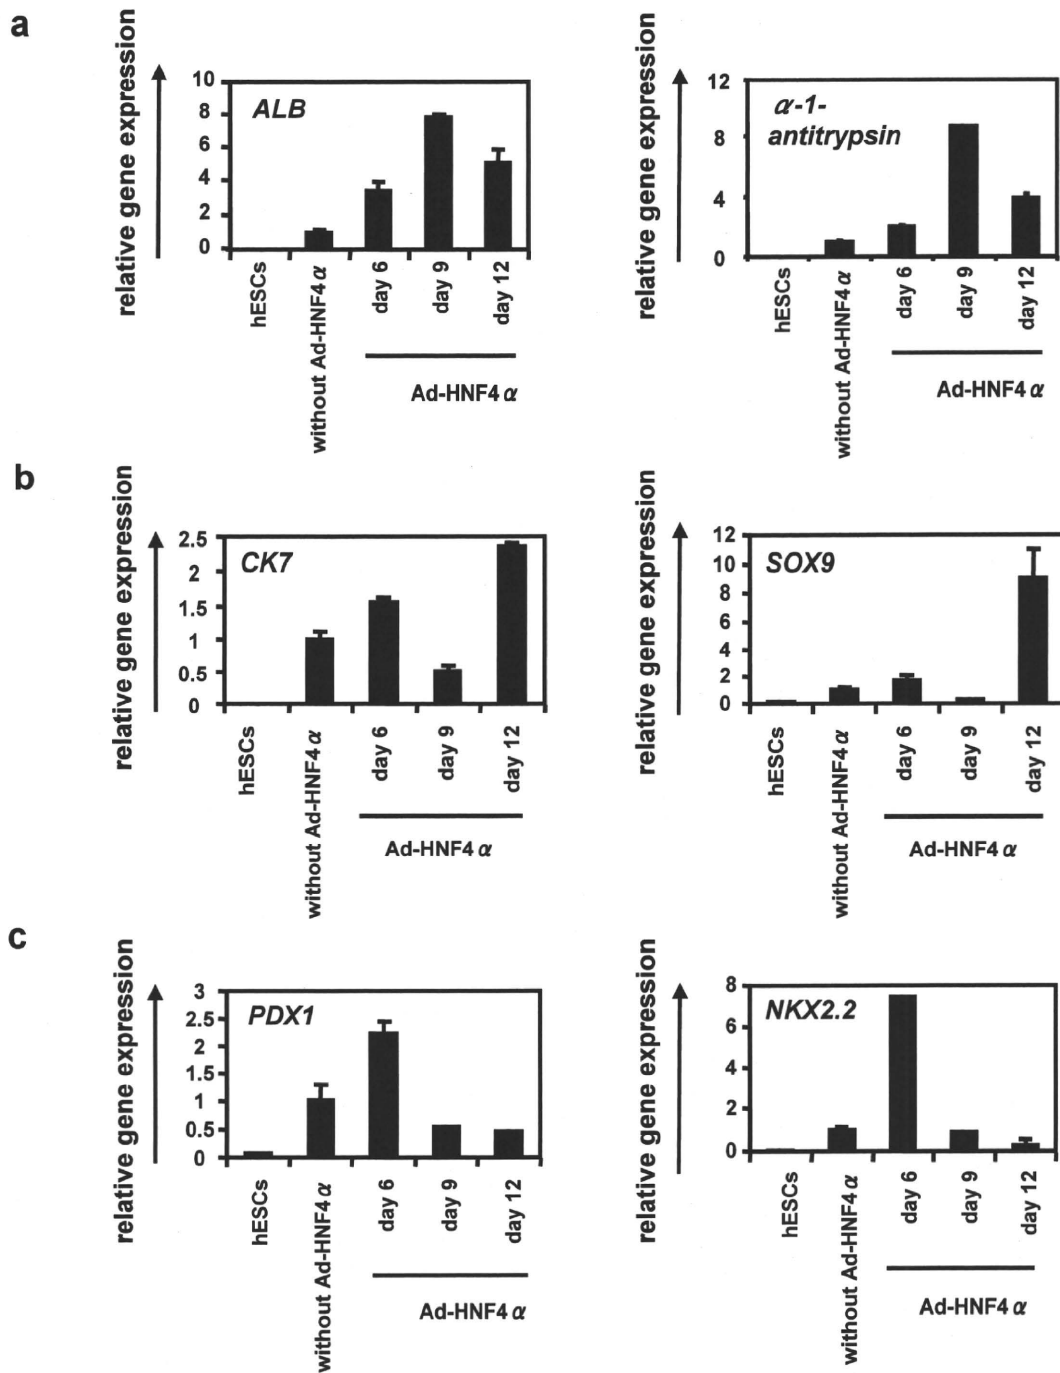 a
relative gene expression
10
8
6
4
2
0
ALB
hESCs
without Ad-HNF4α
day 6
day 9
day 12
Ad-HNF4α
relative gene expression
12
8
4
0
α-1-
antitrypsin
hESCs
without Ad-HNF4α
day 6
day 9
day 12
Ad-HNF4α
b
relative gene expression
2.5
2
1.5
1
0.5
0
CK7
hESCs
without Ad-HNF4α
day 6
day 9
day 12
Ad-HNF4α
relative gene expression
12
10
8
6
4
2
0
SOX9
hESCs
without Ad-HNF4α
day 6
day 9
day 12
Ad-HNF4α
c
relative gene expression
3
2.5
2
1.5
1
0.5
0
PDX1
hESCs
without Ad-HNF4α
day 6
day 9
day 12
Ad-HNF4α
relative gene expression
8
6
4
2
0
NKX2.2
hESCs
without Ad-HNF4α
day 6
day 9
day 12
Ad-HNF4α